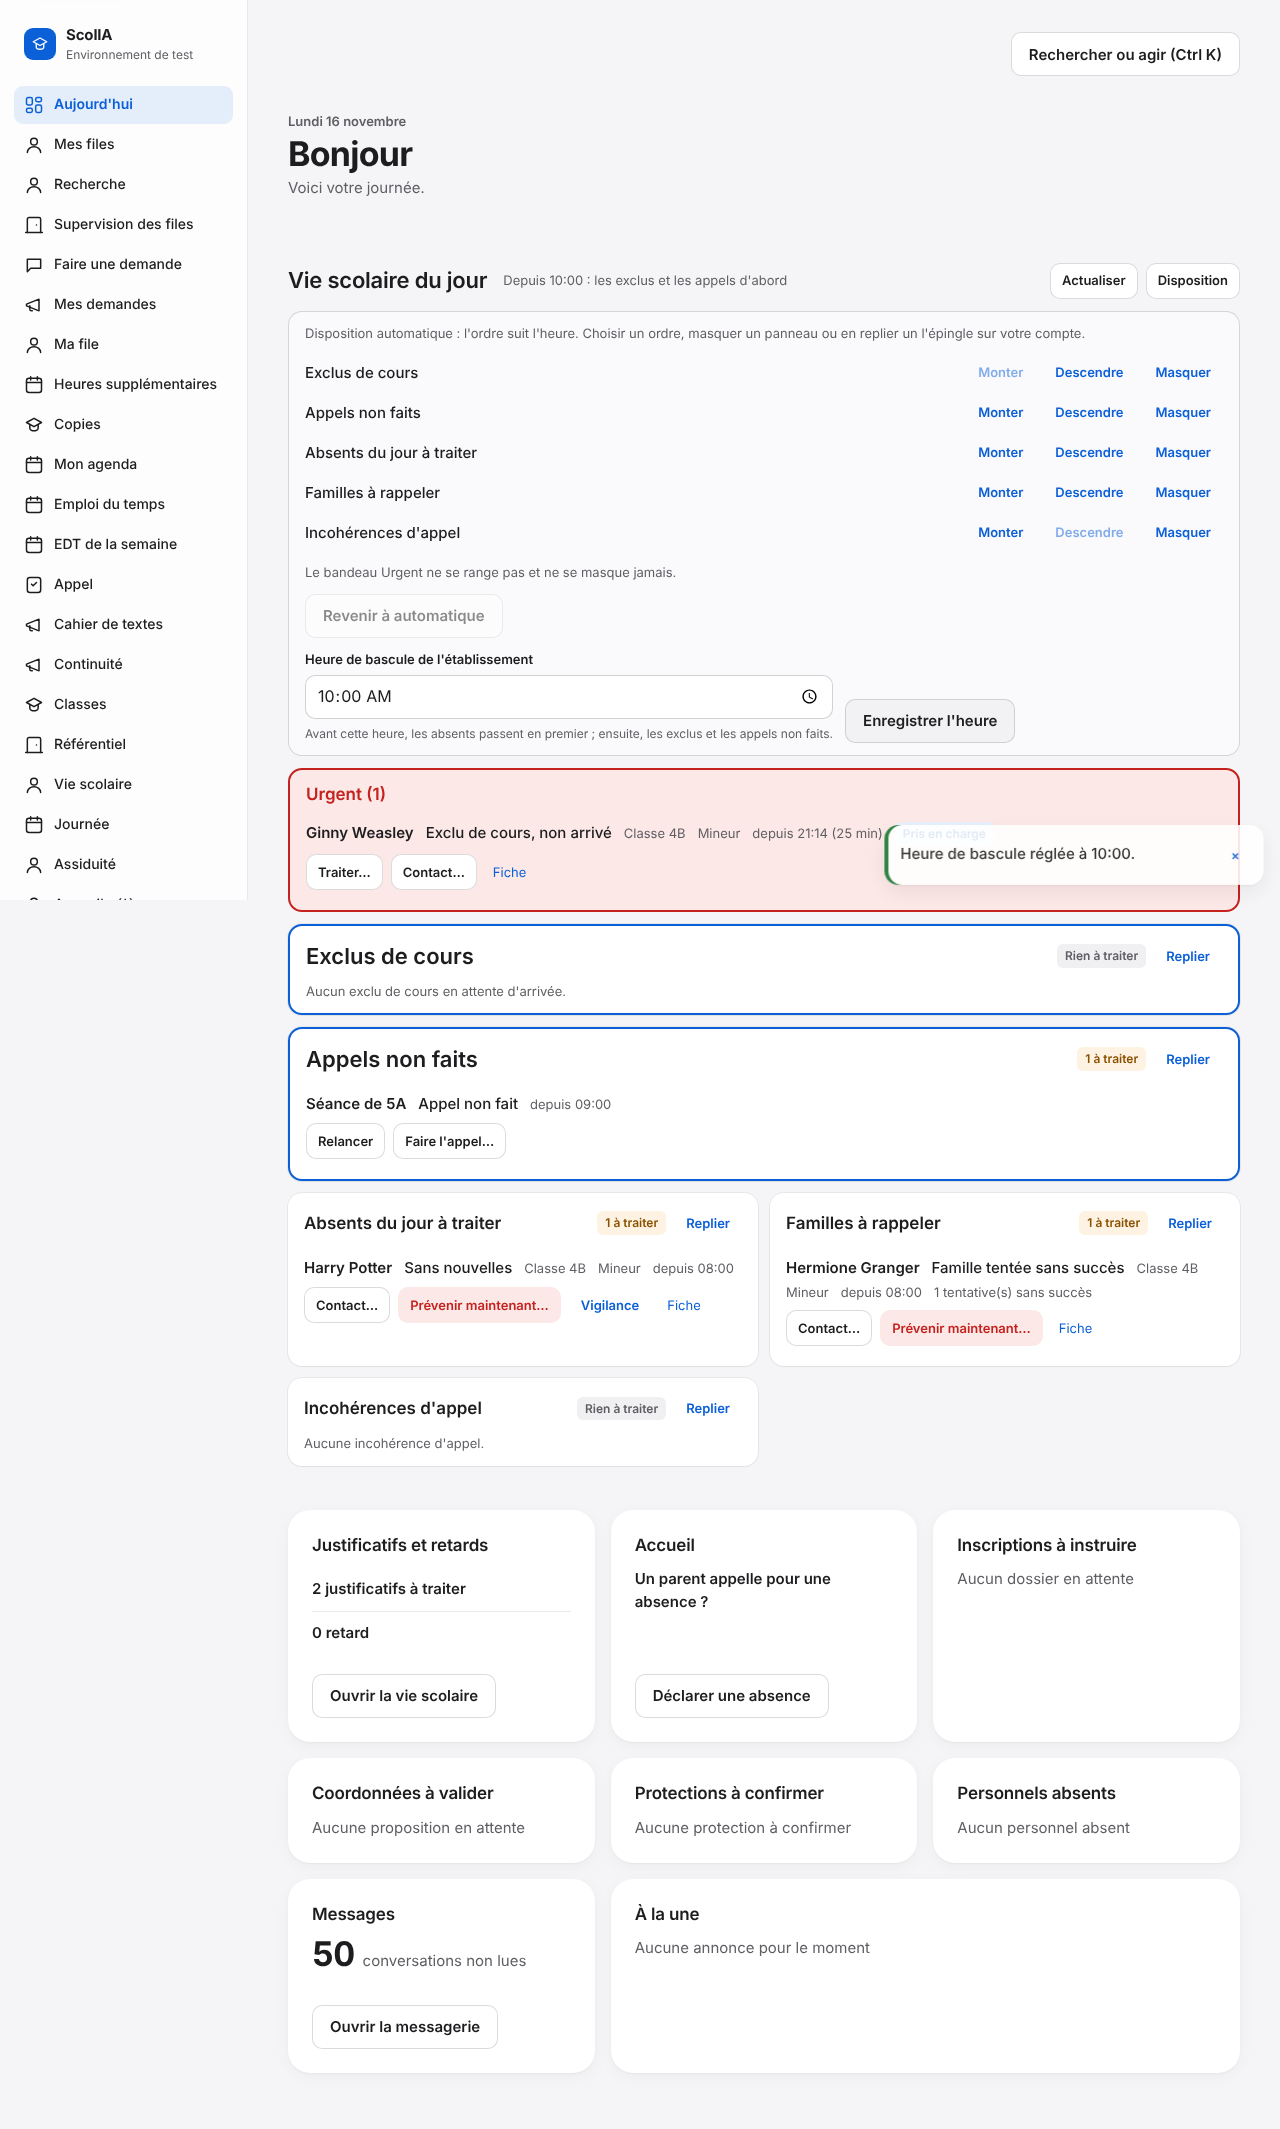 ScolIA
Environnement de test
Aujourd'hui
Mes files
Recherche
Supervision des files
Faire une demande
Mes demandes
Ma file
Heures supplémentaires
Copies
Mon agenda
Emploi du temps
EDT de la semaine
Appel
Cahier de textes
Continuité
Classes
Référentiel
Vie scolaire
Journée
Assiduité
Rechercher ou agir (Ctrl K)
Lundi 16 novembre
Bonjour
Voici votre journée.
Vie scolaire du jour Depuis 10:00 : les exclus et les appels d'abord Actualiser Disposition
Disposition automatique : l'ordre suit l'heure. Choisir un ordre, masquer un panneau ou en replier un l'épingle sur votre compte.
Exclus de cours Monter Descendre Masquer
Appels non faits Monter Descendre Masquer
Absents du jour à traiter Monter Descendre Masquer
Familles à rappeler Monter Descendre Masquer
Incohérences d'appel Monter Descendre Masquer
Le bandeau Urgent ne se range pas et ne se masque jamais.
Revenir à automatique
Heure de bascule de l'établissement
10:00 AM
Enregistrer l'heure
Avant cette heure, les absents passent en premier ; ensuite, les exclus et les appels non faits.
Urgent (1)
Ginny Weasley Exclu de cours, non arrivé Classe 4B Mineur depuis 21:14 (25 min) Pris en charge
Heure de bascule réglée à 10:00. ×
Traiter... Contact... Fiche
Exclus de cours Rien à traiter Replier
Aucun exclu de cours en attente d'arrivée.
Appels non faits 1 à traiter Replier
Séance de 5A Appel non fait depuis 09:00
Relancer Faire l'appel...
Absents du jour à traiter 1 à traiter Replier
Harry Potter Sans nouvelles Classe 4B Mineur depuis 08:00
Contact... Prévenir maintenant... Vigilance Fiche
Familles à rappeler 1 à traiter Replier
Hermione Granger Famille tentée sans succès Classe 4B
Mineur depuis 08:00 1 tentative(s) sans succès
Contact... Prévenir maintenant... Fiche
Incohérences d'appel Rien à traiter Replier
Aucune incohérence d'appel.
Justificatifs et retards
2 justificatifs à traiter
0 retard
Ouvrir la vie scolaire
Accueil
Un parent appelle pour une
absence ?
Déclarer une absence
Inscriptions à instruire
Aucun dossier en attente
Coordonnées à valider
Aucune proposition en attente
Protections à confirmer
Aucune protection à confirmer
Personnels absents
Aucun personnel absent
Messages
50 conversations non lues
Ouvrir la messagerie
À la une
Aucune annonce pour le moment